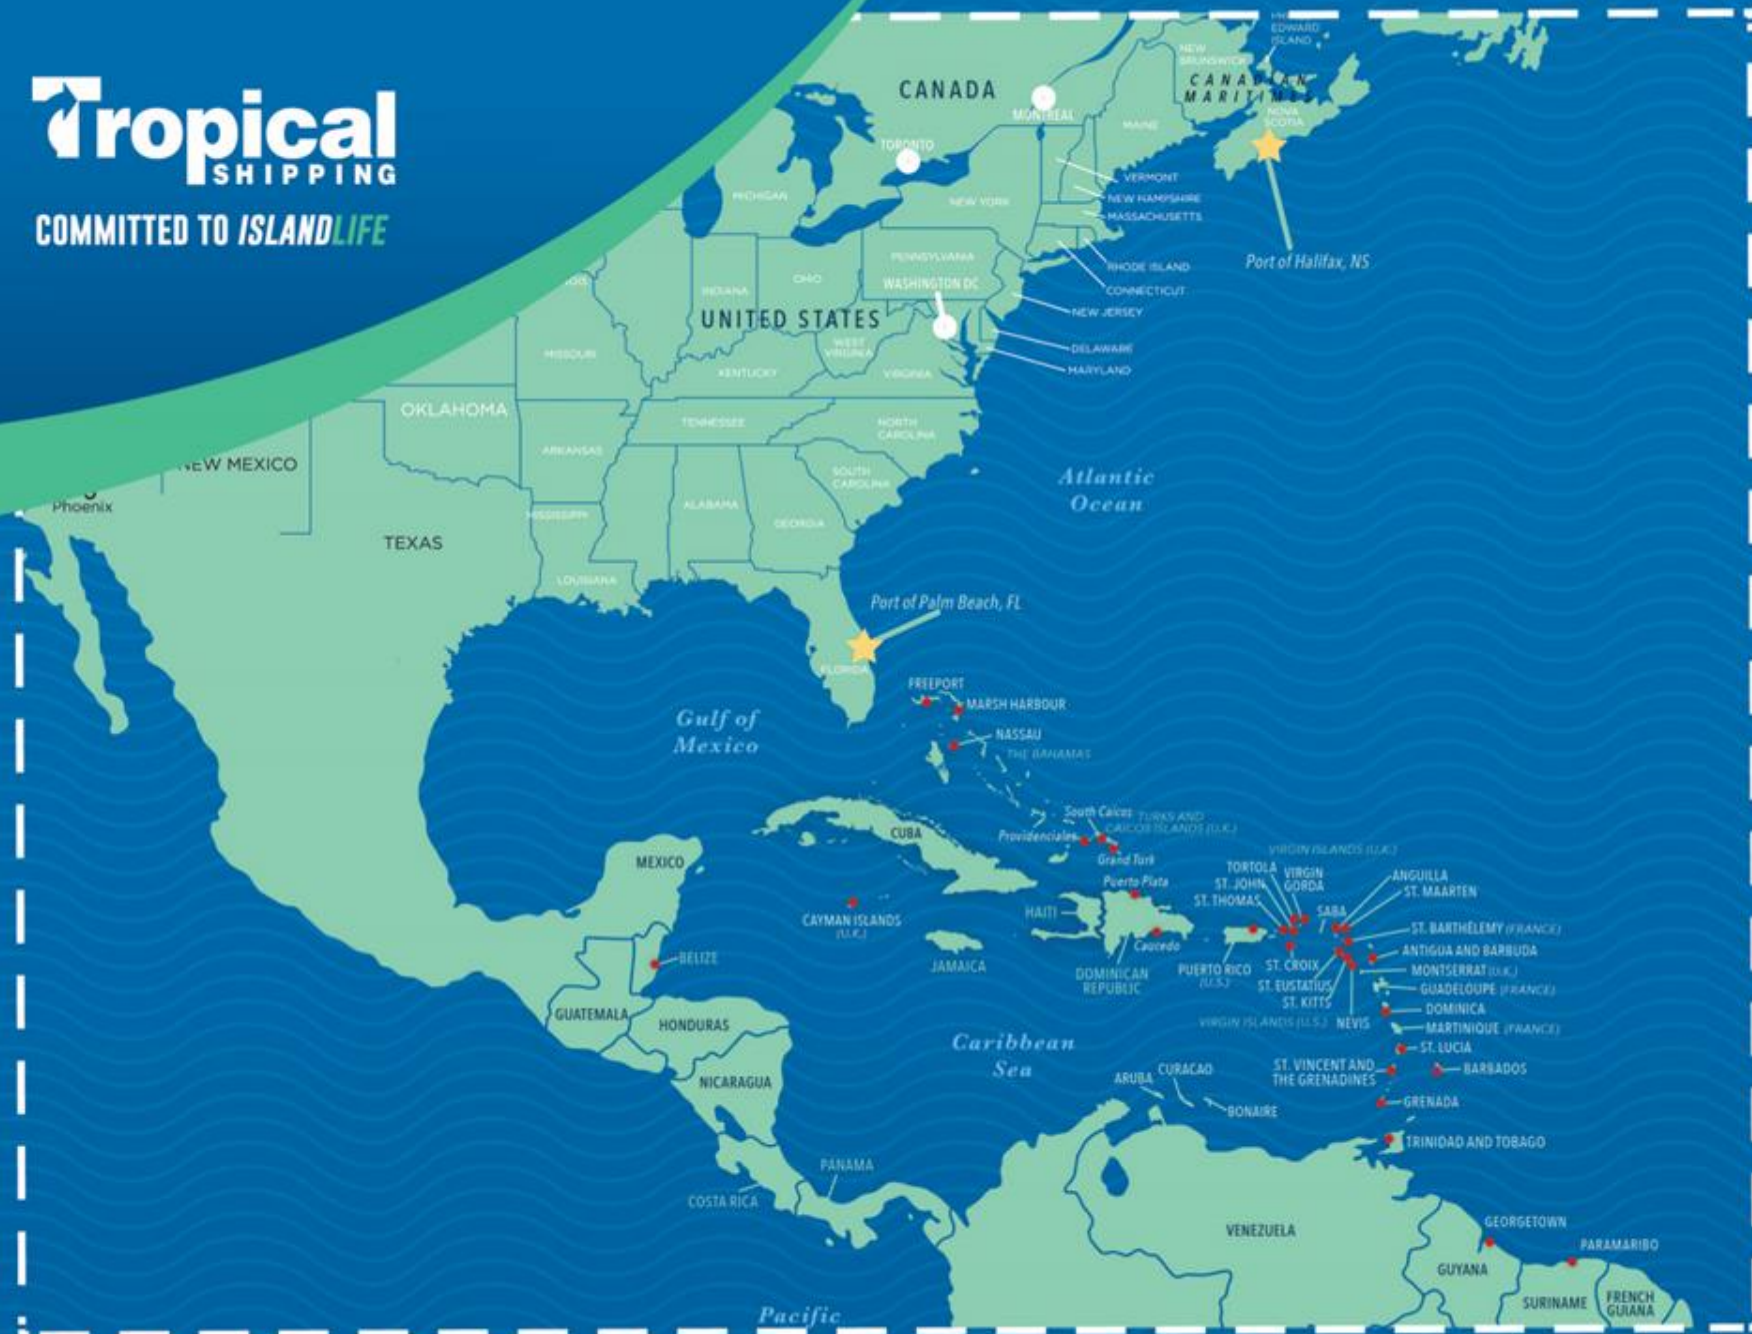 Tropical
SHIPPING
COMMITTED TO ISLANDLIFE
CANADA
MONTREAL
TORONTO
EDWARD
ISLAND
NEW
BRUNSWICK
CANADIAN
MARITIMES
NOVA
SCOTIA
Port of Halifax, NS
MAINE
VERMONT
NEW HAMPSHIRE
MASSACHUSETTS
RHODE ISLAND
CONNECTICUT
NEW JERSEY
DELAWARE
MARYLAND
MICHIGAN
NEW YORK
PENNSYLVANIA
WASHINGTON DC
OHIO
INDIANA
UNITED STATES
WEST
VIRGINIA
MISSOURI
KENTUCKY
VIRGINIA
OKLAHOMA
TENNESSEE
NORTH
CAROLINA
ARKANSAS
NEW MEXICO
SOUTH
CAROLINA
Phoenix
MISSISSIPPI
ALABAMA
GEORGIA
TEXAS
LOUISIANA
Atlantic
Ocean
Port of Palm Beach, FL
FLORIDA
FREEPORT
MARSH HARBOUR
NASSAU
THE BAHAMAS
Gulf of
Mexico
South Caicos
TURKS AND
CAICOS ISLANDS (U.K.)
Providenciales
Grand Turk
CUBA
MEXICO
Puerto Plata
HAITI
Caucedo
DOMINICAN
REPUBLIC
CAYMAN ISLANDS
(U.K.)
JAMAICA
BELIZE
GUATEMALA
HONDURAS
NICARAGUA
COSTA RICA
PANAMA
VIRGIN ISLANDS (U.K.)
TORTOLA
VIRGIN
GORDA
ST. JOHN
ST. THOMAS
SABA
ANGUILLA
ST. MAARTEN
ST. BARTHÉLEMY (FRANCE)
ANTIGUA AND BARBUDA
MONTSERRAT (U.K.)
GUADELOUPE (FRANCE)
DOMINICA
MARTINIQUE (FRANCE)
ST. LUCIA
BARBADOS
PUERTO RICO
(U.S.)
ST. CROIX
ST. EUSTATIUS
ST. KITTS
VIRGIN ISLANDS (U.S.)
NEVIS
ST. VINCENT AND
THE GRENADINES
GRENADA
TRINIDAD AND TOBAGO
Caribbean
Sea
ARUBA
CURACAO
BONAIRE
VENEZUELA
GEORGETOWN
PARAMARIBO
GUYANA
SURINAME
FRENCH
GUIANA
Pacific